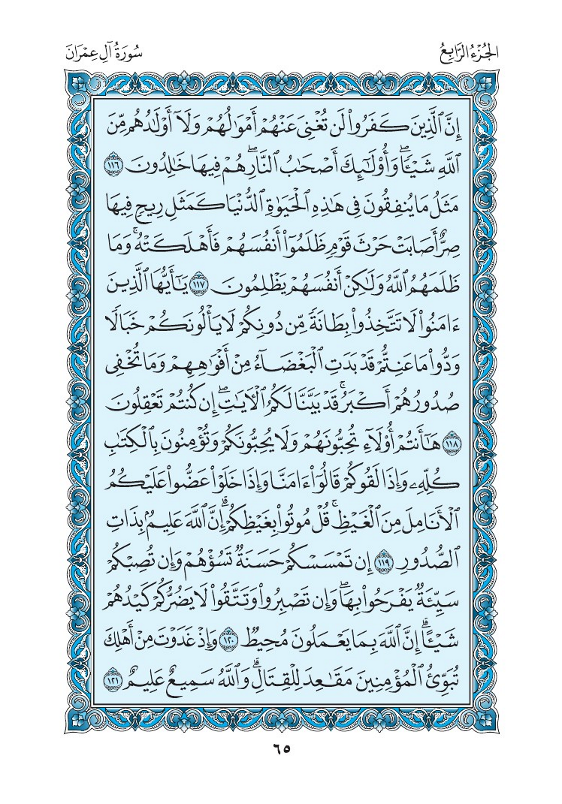 الجُزْءُ الرَّابِعُ
سُورَةُ آلِ عِمْرَانَ
إِنَّ ٱلَّذِينَ كَفَرُوا۟ لَن تُغْنِىَ عَنْهُمْ أَمْوَٰلُهُمْ وَلَآ أَوْلَـٰدُهُم مِّنَ
ٱللَّهِ شَيْـًٔا ۖ وَأُو۟لَـٰٓئِكَ أَصْحَـٰبُ ٱلنَّارِ ۚ هُمْ فِيهَا خَـٰلِدُونَ ١١٦
مَثَلُ مَا يُنفِقُونَ فِى هَـٰذِهِ ٱلْحَيَوٰةِ ٱلدُّنْيَا كَمَثَلِ رِيحٍ فِيهَا
صِرٌّ أَصَابَتْ حَرْثَ قَوْمٍ ظَلَمُوٓا۟ أَنفُسَهُمْ فَأَهْلَكَتْهُ ۚ وَمَا
ظَلَمَهُمُ ٱللَّهُ وَلَـٰكِنْ أَنفُسَهُمْ يَظْلِمُونَ ١١٧ يَـٰٓأَيُّهَا ٱلَّذِينَ
ءَامَنُوا۟ لَا تَتَّخِذُوا۟ بِطَانَةً مِّن دُونِكُمْ لَا يَأْلُونَكُمْ خَبَالًا
وَدُّوا۟ مَا عَنِتُّمْ قَدْ بَدَتِ ٱلْبَغْضَآءُ مِنْ أَفْوَٰهِهِمْ وَمَا تُخْفِى
صُدُورُهُمْ أَكْبَرُ ۚ قَدْ بَيَّنَّا لَكُمُ ٱلْـَٔايَـٰتِ ۖ إِن كُنتُمْ تَعْقِلُونَ
١١٨ هَـٰٓأَنتُمْ أُو۟لَآءِ تُحِبُّونَهُمْ وَلَا يُحِبُّونَكُمْ وَتُؤْمِنُونَ بِٱلْكِتَـٰبِ
كُلِّهِۦ وَإِذَا لَقُوكُمْ قَالُوٓا۟ ءَامَنَّا وَإِذَا خَلَوْا۟ عَضُّوا۟ عَلَيْكُمُ
ٱلْأَنَامِلَ مِنَ ٱلْغَيْظِ ۚ قُلْ مُوتُوا۟ بِغَيْظِكُمْ ۗ إِنَّ ٱللَّهَ عَلِيمٌۢ بِذَاتِ
ٱلصُّدُورِ ١١٩ إِن تَمْسَسْكُمْ حَسَنَةٌ تَسُؤْهُمْ وَإِن تُصِبْكُمْ
سَيِّئَةٌ يَفْرَحُوا۟ بِهَا ۖ وَإِن تَصْبِرُوا۟ وَتَتَّقُوا۟ لَا يَضُرُّكُمْ كَيْدُهُمْ
شَيْـًٔا ۗ إِنَّ ٱللَّهَ بِمَا يَعْمَلُونَ مُحِيطٌ ١٢٠ وَإِذْ غَدَوْتَ مِنْ أَهْلِكَ
تُبَوِّئُ ٱلْمُؤْمِنِينَ مَقَـٰعِدَ لِلْقِتَالِ ۗ وَٱللَّهُ سَمِيعٌ عَلِيمٌ ١٢١
٦٥